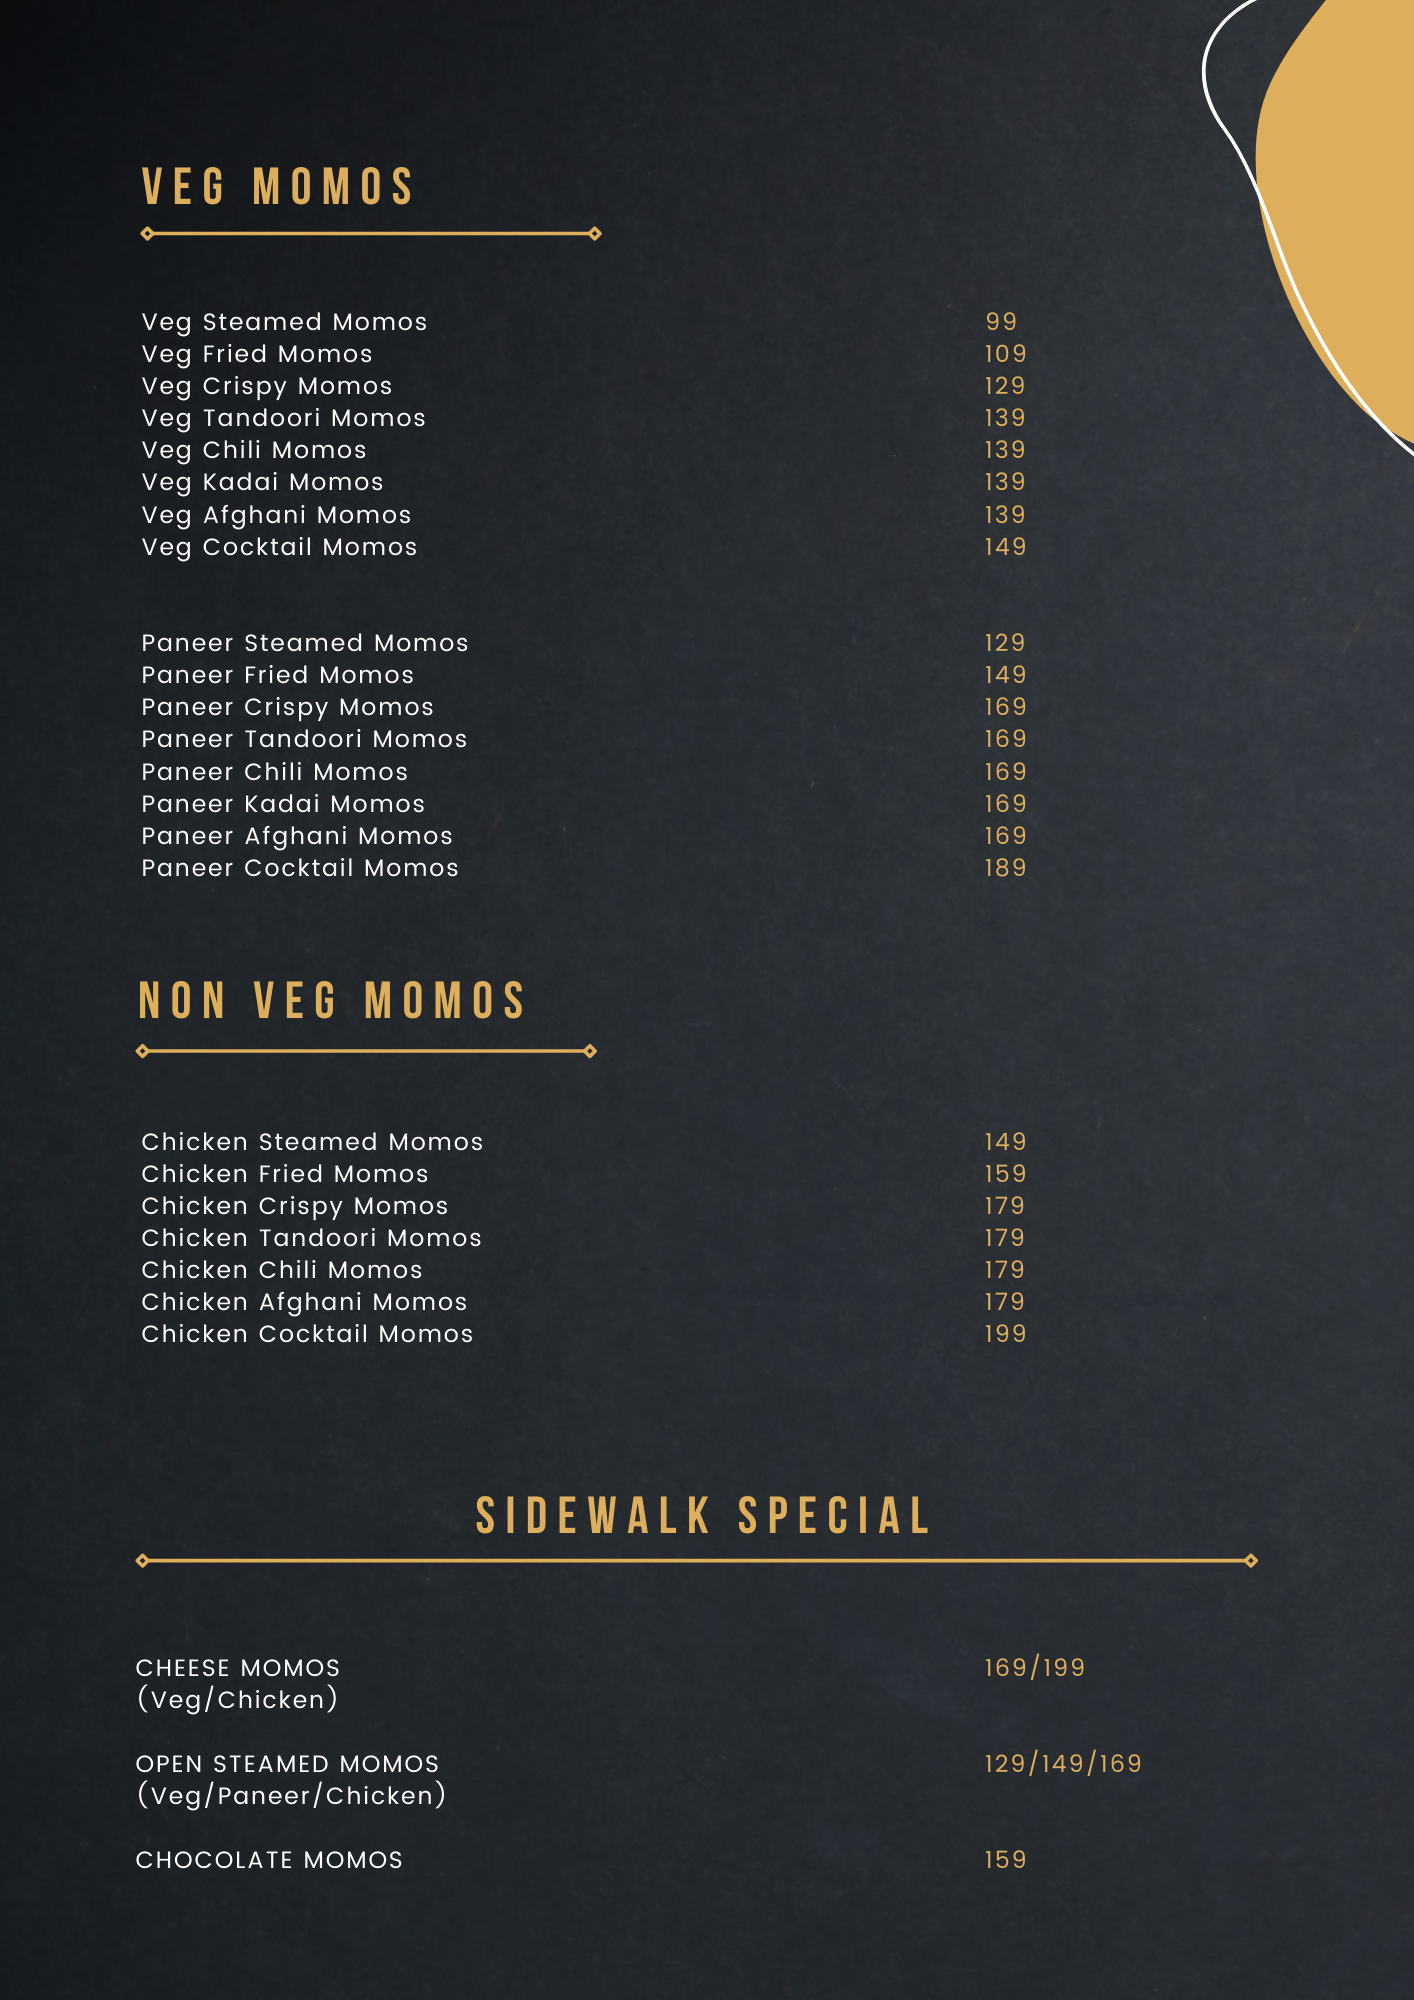 VEG MOMOS
Veg Steamed Momos 99
Veg Fried Momos 109
Veg Crispy Momos 129
Veg Tandoori Momos 139
Veg Chili Momos 139
Veg Kadai Momos 139
Veg Afghani Momos 139
Veg Cocktail Momos 149
Paneer Steamed Momos 129
Paneer Fried Momos 149
Paneer Crispy Momos 169
Paneer Tandoori Momos 169
Paneer Chili Momos 169
Paneer Kadai Momos 169
Paneer Afghani Momos 169
Paneer Cocktail Momos 189
NON VEG MOMOS
Chicken Steamed Momos 149
Chicken Fried Momos 159
Chicken Crispy Momos 179
Chicken Tandoori Momos 179
Chicken Chili Momos 179
Chicken Afghani Momos 179
Chicken Cocktail Momos 199
SIDEWALK SPECIAL
CHEESE MOMOS 169/199
(Veg/Chicken)
OPEN STEAMED MOMOS 129/149/169
(Veg/Paneer/Chicken)
CHOCOLATE MOMOS 159